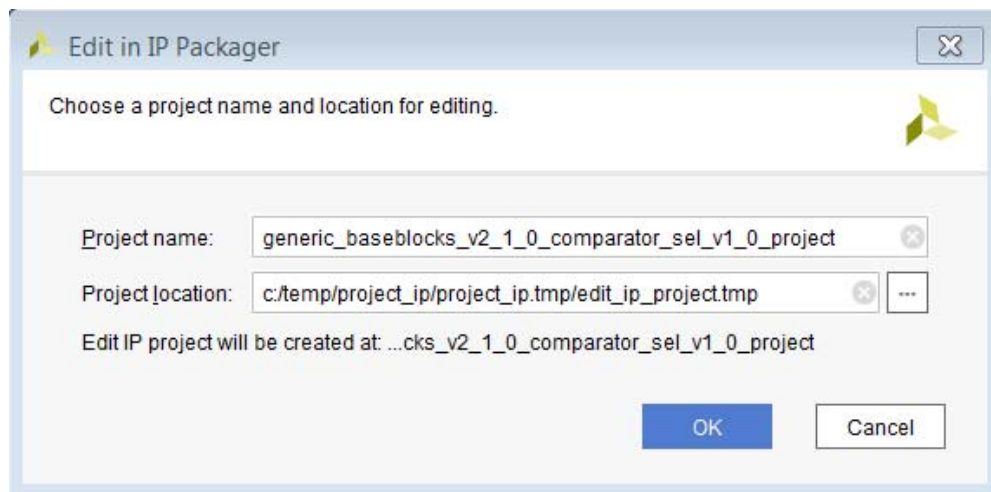 Edit in IP Packager
Choose a project name and location for editing.
Project name: generic_baseblocks_v2_1_0_comparator_sel_v1_0_project
Project location: c:/temp/project_ip/project_ip.tmp/edit_ip_project.tmp ...
Edit IP project will be created at: ...cks_v2_1_0_comparator_sel_v1_0_project
OK Cancel